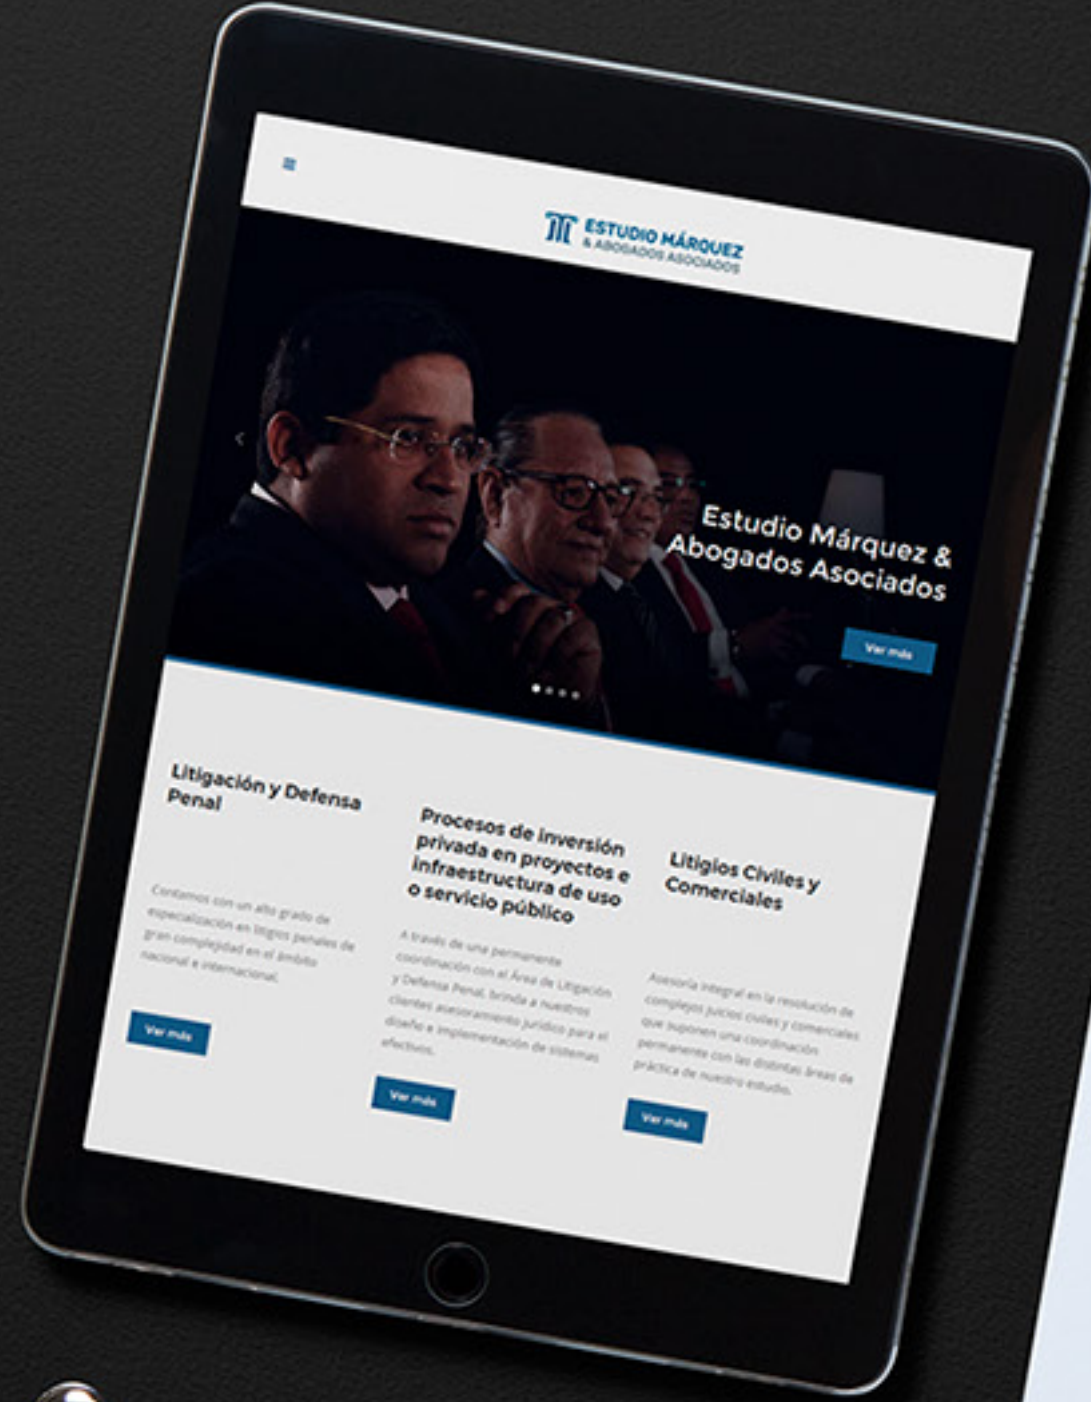 ESTUDIO MÁRQUEZ
& ABOGADOS ASOCIADOS
Estudio Márquez &
Abogados Asociados
Ver más
Litigación y Defensa
Penal
Contamos con un alto grado de
especialización en litigios penales de
gran complejidad en el ámbito
nacional e internacional.
Ver más
Procesos de inversión
privada en proyectos e
infraestructura de uso
o servicio público
A través de una permanente
coordinación con el Área de Litigación
y Defensa Penal, brinda a nuestros
clientes asesoramiento jurídico para el
diseño e implementación de sistemas
efectivos.
Ver más
Litigios Civiles y
Comerciales
Asesoría integral en la resolución de
complejos juicios civiles y comerciales
que suponen una coordinación
permanente con las distintas áreas de
práctica de nuestro estudio.
Ver más